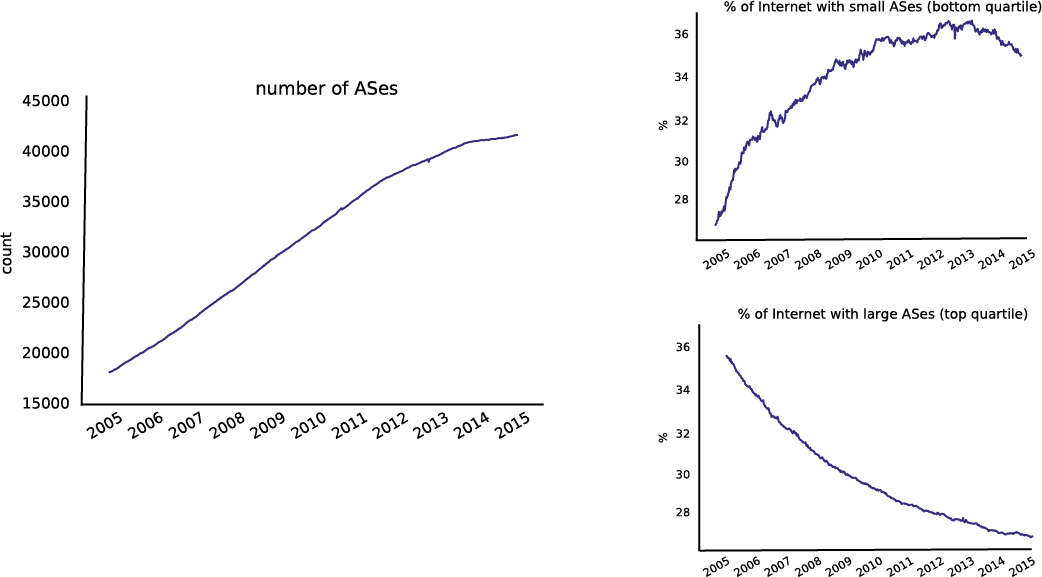 number of ASes
45000
40000
35000
30000
25000
20000
15000
count
2005 2006 2007 2008 2009 2010 2011 2012 2013 2014 2015
% of Internet with small ASes (bottom quartile)
36
34
32
30
28
%
2005 2006 2007 2008 2009 2010 2011 2012 2013 2014 2015
% of Internet with large ASes (top quartile)
36
34
32
30
28
%
2005 2006 2007 2008 2009 2010 2011 2012 2013 2014 2015